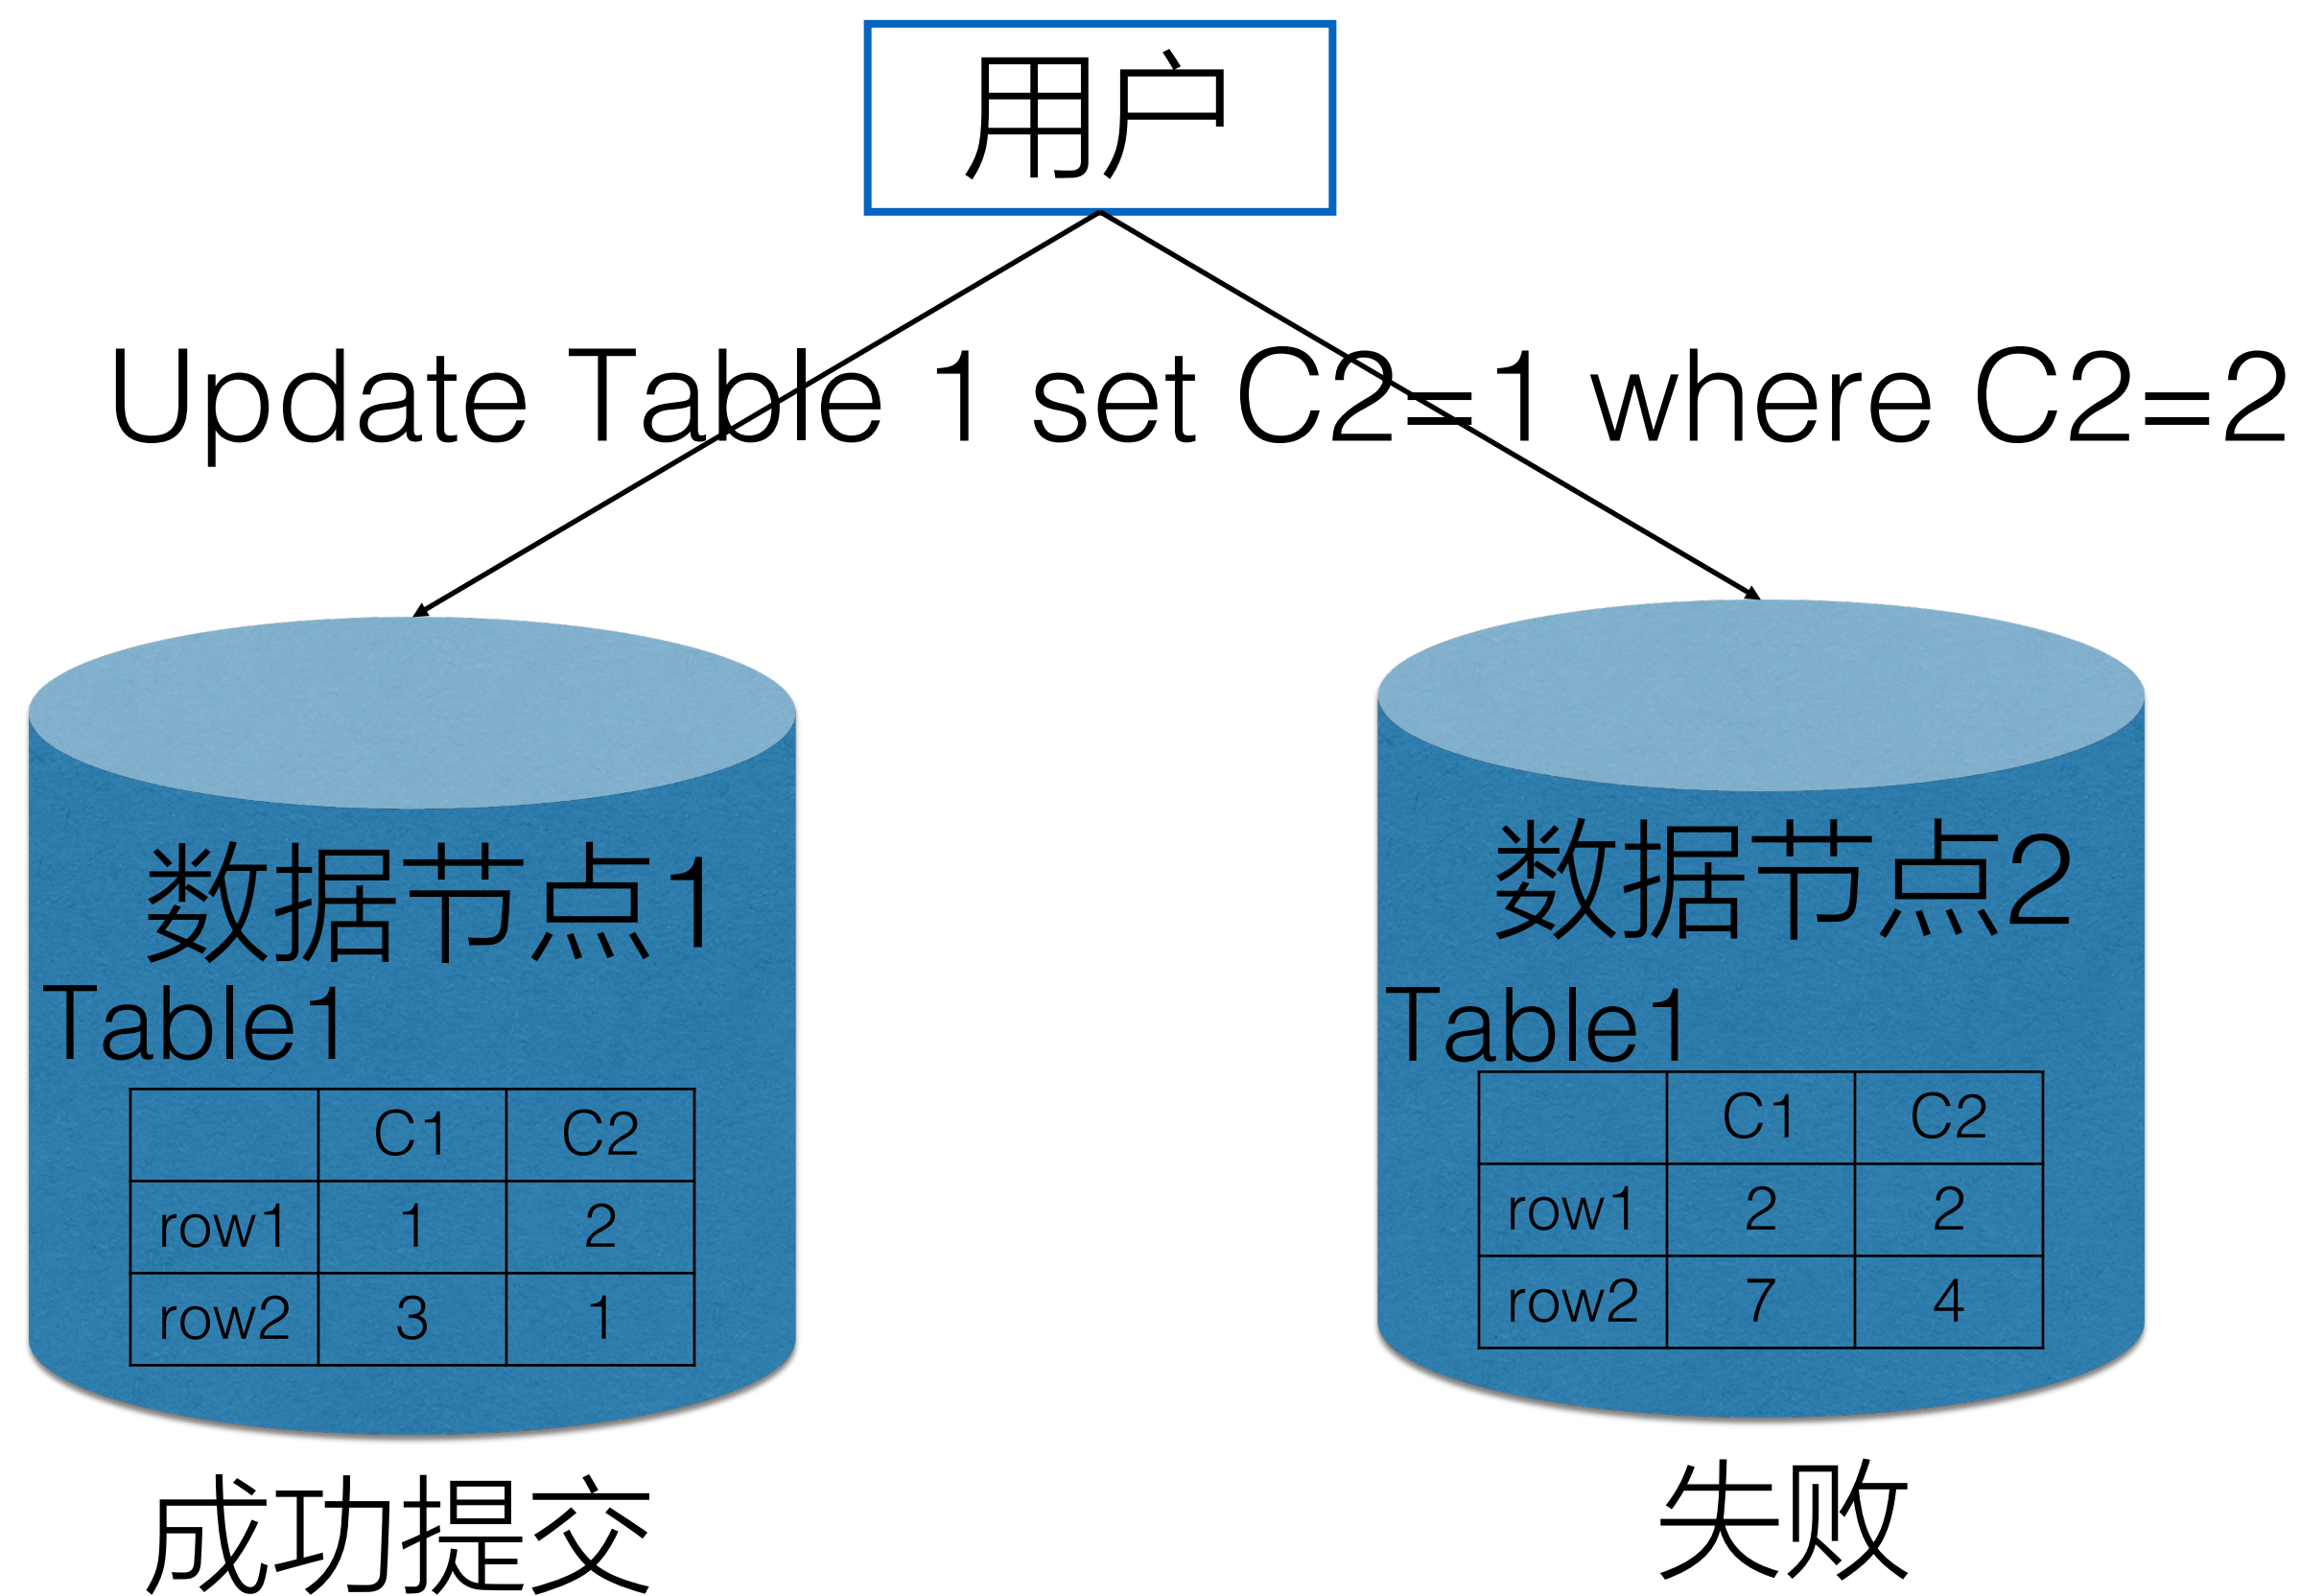 用户
Update Table 1 set C2=1 where C2=2
数据节点1
Table1
C1 C2
row1 1 2
row2 3 1
成功提交
数据节点2
Table1
C1 C2
row1 2 2
row2 7 4
失败